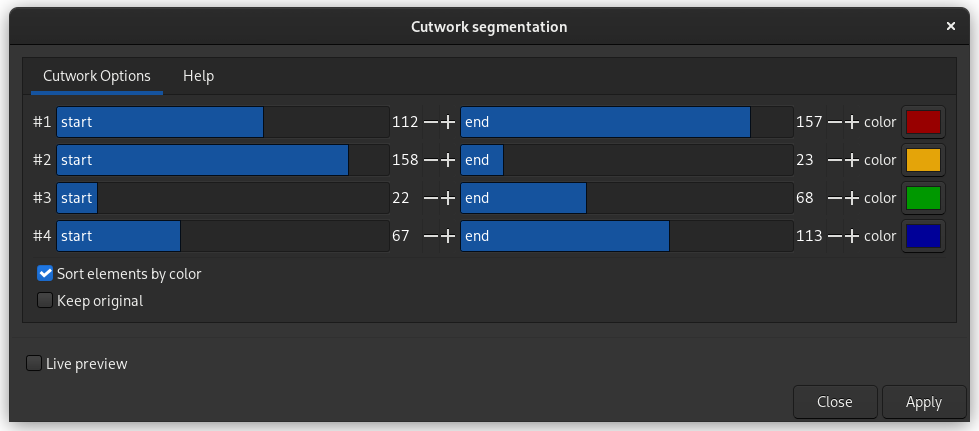 Cutwork segmentation
Cutwork Options Help
#1 start 112 end 157 color
#2 start 158 end 23 color
#3 start 22 end 68 color
#4 start 67 end 113 color
Sort elements by color
Keep original
Live preview
Close Apply